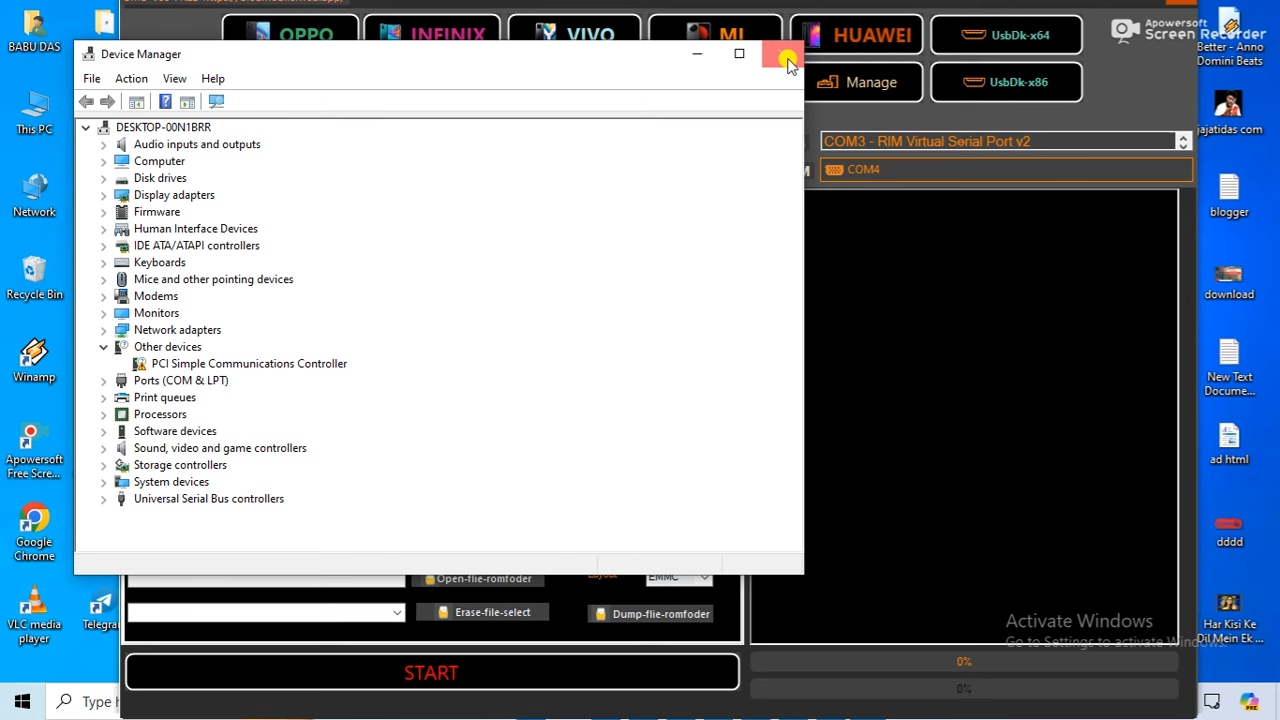 OPPO
INFINIX
VIVO
MI
HUAWEI
UsbDk-x64
Apowersoft
Screen Recorder
Manage
UsbDk-x86
COM3 - RIM Virtual Serial Port v2
COM4
Device Manager
File
Action
View
Help
DESKTOP-00N1BRR
Audio inputs and outputs
Computer
Disk drives
Display adapters
Firmware
Human Interface Devices
IDE ATA/ATAPI controllers
Keyboards
Mice and other pointing devices
Modems
Monitors
Network adapters
Other devices
PCI Simple Communications Controller
Ports (COM & LPT)
Print queues
Processors
Software devices
Sound, video and game controllers
Storage controllers
System devices
Universal Serial Bus controllers
Open-flie-romfoder
EMMC
Erase-file-select
Dump-flie-romfoder
START
0%
0%
Activate Windows
Go to Settings to activate Windows.
BABU DAS
This PC
Network
Recycle Bin
Winamp
Apowersoft
Free Scre...
Google
Chrome
VLC media
player
Telegra
Better - Anno
Domini Beats
jajatidas com
blogger
download
New Text
Docume...
ad html
dddd
Har Kisi Ke
Dil Mein Ek ...
Type h